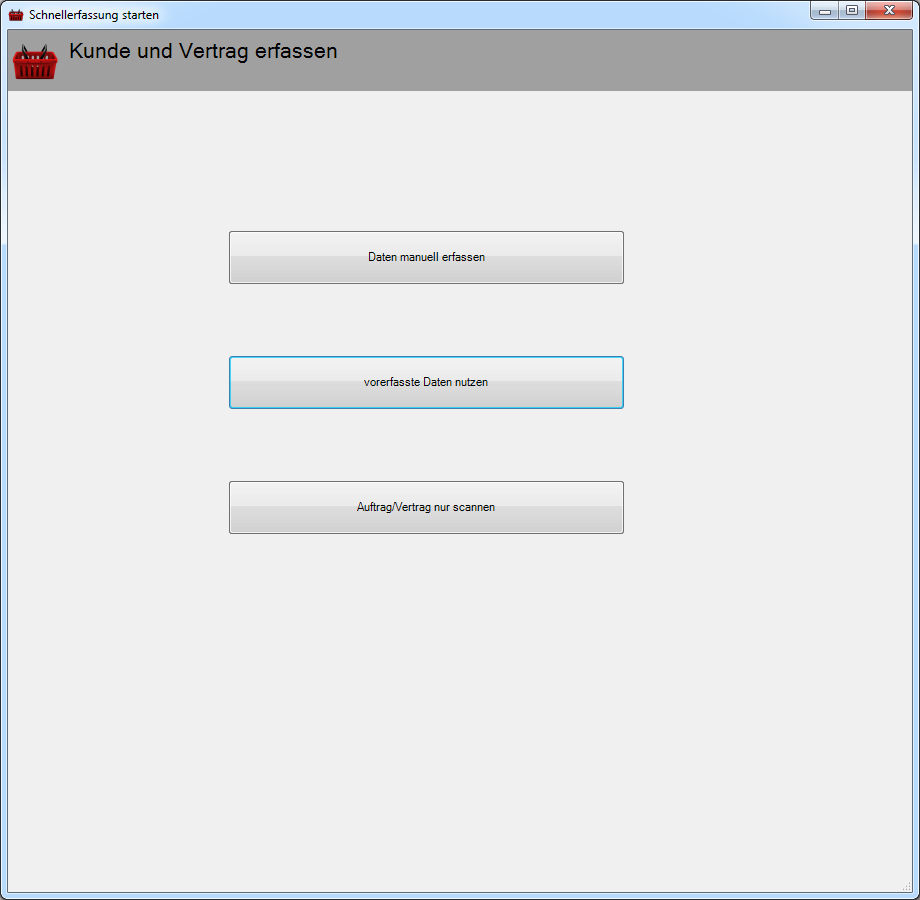 Schnellerfassung starten
Kunde und Vertrag erfassen
Daten manuell erfassen
vorerfasste Daten nutzen
Auftrag/Vertrag nur scannen